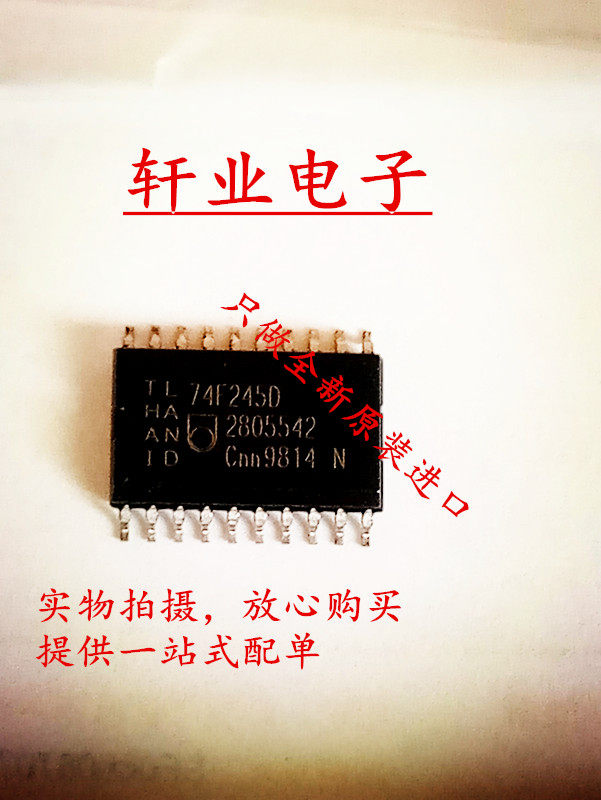 轩业电子
只做全新原装进口
TL 74F245D
HA
AN 2805542
ID Cnn9814 N
实物拍摄，放心购买
提供一站式配单